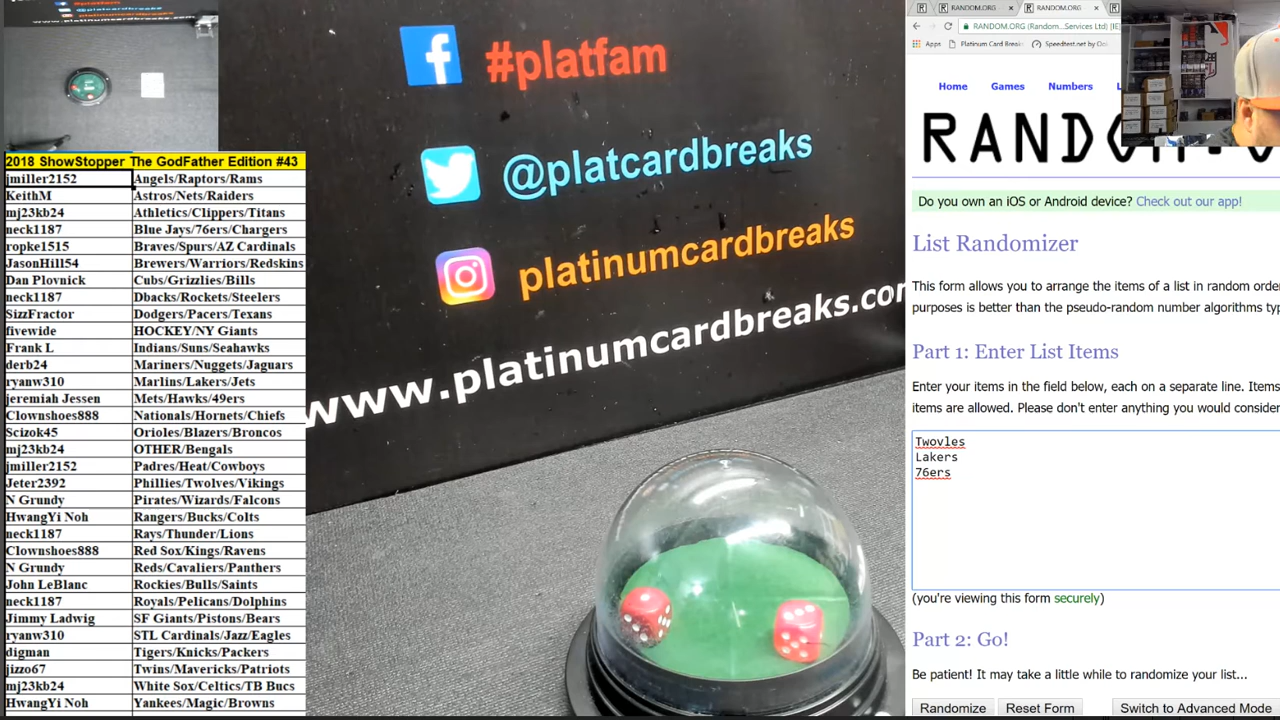 2018 ShowStopper The GodFather Edition #43
jmiller2152 Angels/Raptors/Rams
KeithM Astros/Nets/Raiders
mj23kb24 Athletics/Clippers/Titans
neck1187 Blue Jays/76ers/Chargers
ropke1515 Braves/Spurs/AZ Cardinals
JasonHill54 Brewers/Warriors/Redskins
Dan Plovnick Cubs/Grizzlies/Bills
neck1187 Dbacks/Rockets/Steelers
SizzFractor Dodgers/Pacers/Texans
fivewide HOCKEY/NY Giants
Frank L Indians/Suns/Seahawks
derb24 Mariners/Nuggets/Jaguars
ryanw310 Marlins/Lakers/Jets
jeremiah Jessen Mets/Hawks/49ers
Clownshoes888 Nationals/Hornets/Chiefs
Scizok45 Orioles/Blazers/Broncos
mj23kb24 OTHER/Bengals
jmiller2152 Padres/Heat/Cowboys
Jeter2392 Phillies/Twolves/Vikings
N Grundy Pirates/Wizards/Falcons
HwangYi Noh Rangers/Bucks/Colts
neck1187 Rays/Thunder/Lions
Clownshoes888 Red Sox/Kings/Ravens
N Grundy Reds/Cavaliers/Panthers
John LeBlanc Rockies/Bulls/Saints
neck1187 Royals/Pelicans/Dolphins
Jimmy Ladwig SF Giants/Pistons/Bears
ryanw310 STL Cardinals/Jazz/Eagles
digman Tigers/Knicks/Packers
jizzo67 Twins/Mavericks/Patriots
mj23kb24 White Sox/Celtics/TB Bucs
HwangYi Noh Yankees/Magic/Browns
#platfam
@platcardbreaks
platinumcardbreaks
www.platinumcardbreaks.com
RANDOM.ORG RANDOM.ORG
RANDOM.ORG (Random...Services Ltd) [IE]
Apps Platinum Card Break Speedtest.net by Oo
Home Games Numbers L
RANDOM.O
Do you own an iOS or Android device? Check out our app!
List Randomizer
This form allows you to arrange the items of a list in random orde
purposes is better than the pseudo-random number algorithms typ
Part 1: Enter List Items
Enter your items in the field below, each on a separate line. Items
items are allowed. Please don't enter anything you would consider
Twovles
Lakers
76ers
(you're viewing this form securely)
Part 2: Go!
Be patient! It may take a little while to randomize your list...
Randomize Reset Form Switch to Advanced Mode